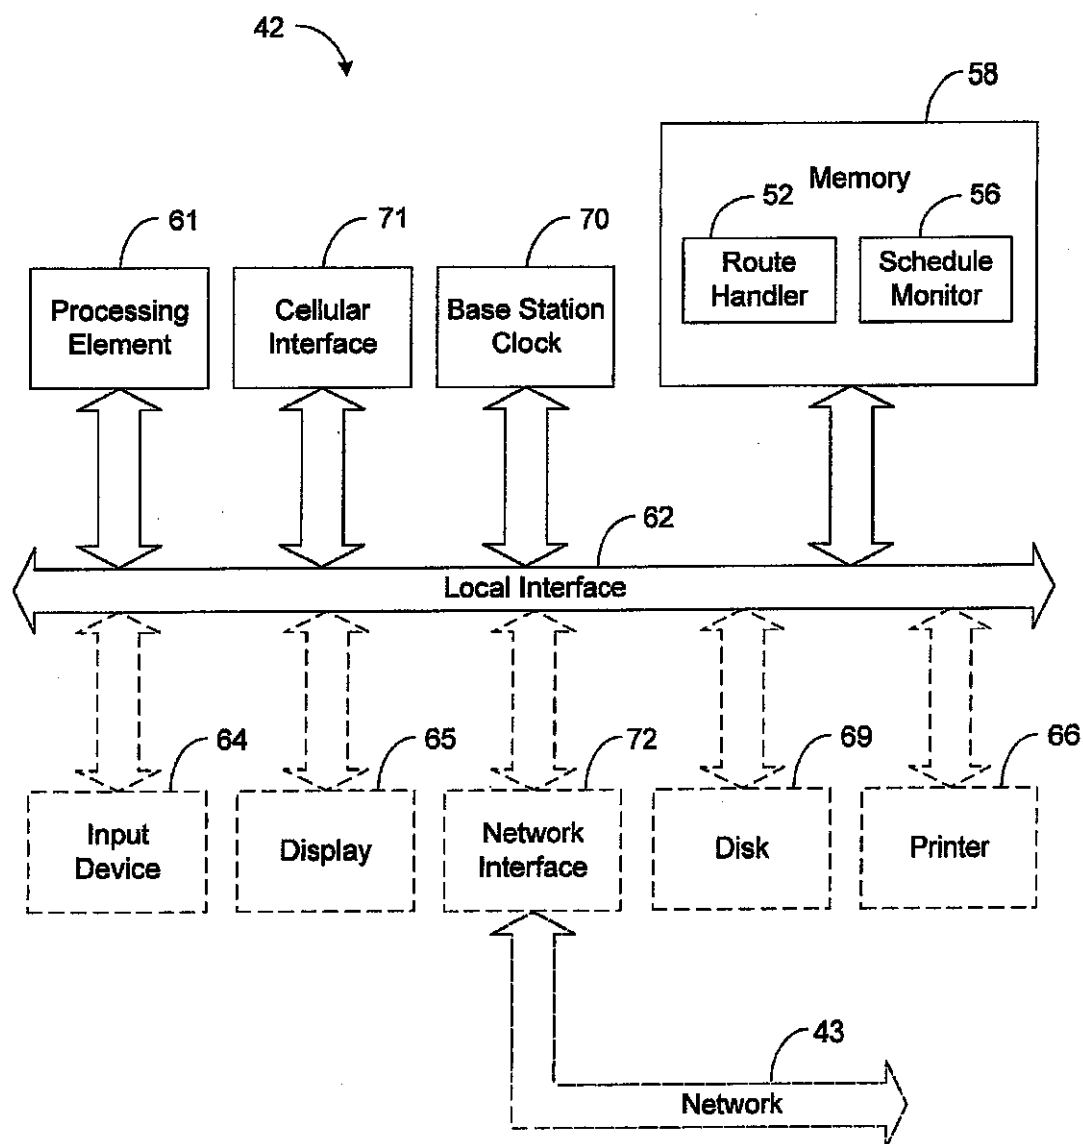 42
58
Memory
52
56
Route
Handler
Schedule
Monitor
61
71
70
Processing
Element
Cellular
Interface
Base Station
Clock
62
Local Interface
64
65
72
69
66
Input
Device
Display
Network
Interface
Disk
Printer
43
Network